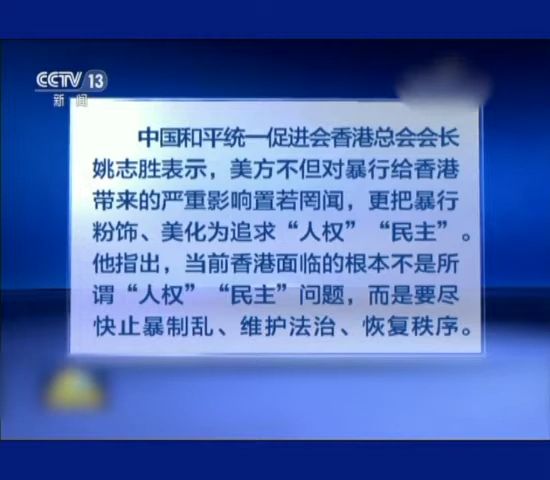 CCTV 13
新闻
中国和平统一促进会香港总会会长
姚志胜表示，美方不但对暴行给香港
带来的严重影响置若罔闻，更把暴行
粉饰、美化为追求“人权”“民主”。
他指出，当前香港面临的根本不是所
谓“人权”“民主”问题，而是要尽
快止暴制乱、维护法治、恢复秩序。